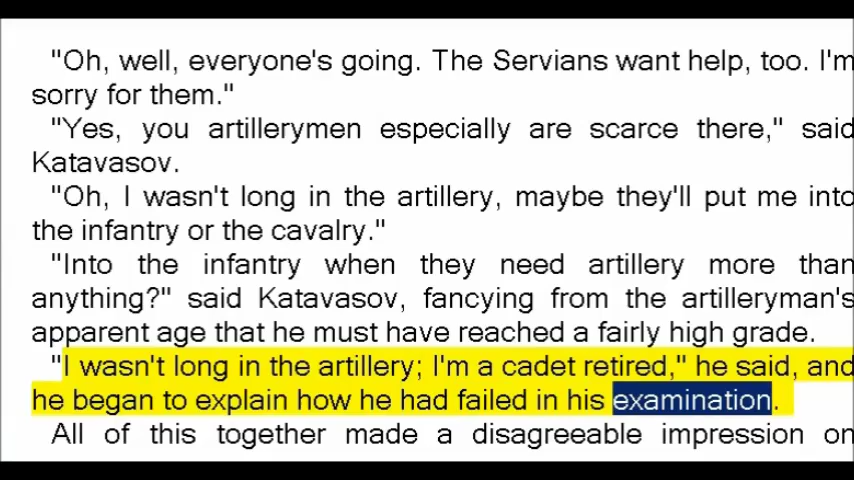 "Oh, well, everyone's going. The Servians want help, too. I'm
sorry for them."
"Yes, you artillerymen especially are scarce there," said
Katavasov.
"Oh, I wasn't long in the artillery, maybe they'll put me into
the infantry or the cavalry."
"Into the infantry when they need artillery more than
anything?" said Katavasov, fancying from the artilleryman's
apparent age that he must have reached a fairly high grade.
"I wasn't long in the artillery; I'm a cadet retired," he said, and
he began to explain how he had failed in his examination.
All of this together made a disagreeable impression on